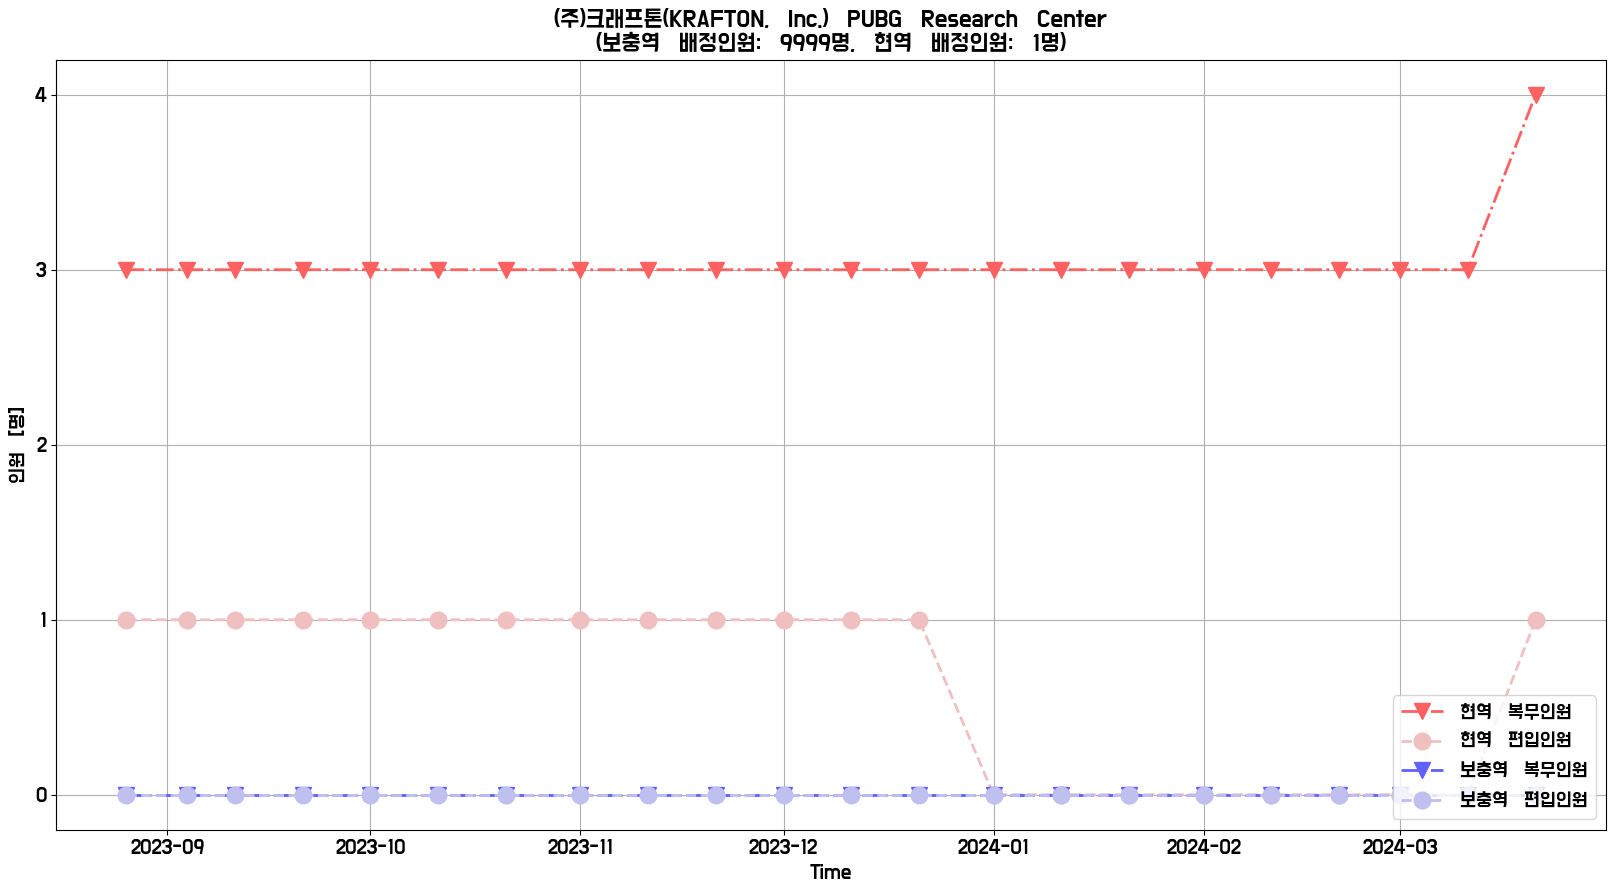 (주)크래프톤(KRAFTON, Inc.) PUBG Research Center
(보충역 배정인원: 9999명, 현역 배정인원: 1명)
4
3
2
1
0
인원 [명]
2023-09 2023-10 2023-11 2023-12 2024-01 2024-02 2024-03
Time
현역 복무인원
현역 편입인원
보충역 복무인원
보충역 편입인원